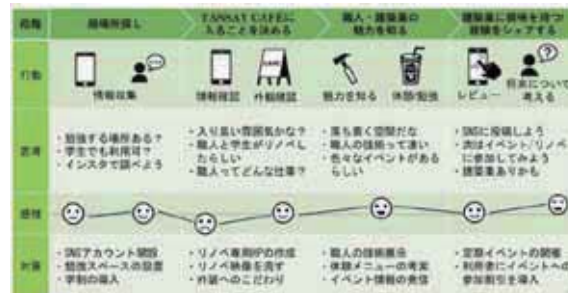 段階
居場所探し
TASSAY CAFEに
入ることを決める
職人・建築業の
魅力を知る
建築業に興味を持つ/
経験をシェアする
行動
情報収集
情報確認
外観確認
魅力を知る
体験/勉強
レビュー
将来について
考える
思考
・勉強する場所ある?
・学生でも利用可?
・インスタで調べよう
・入り易い雰囲気かな?
・職人と学生がリノベし
たらしい
・職人ってどんな仕事?
・落ち着く空間だな
・職人の技術って凄い
・色々なイベントがある
らしい
・SNSに投稿しよう
・次はイベント/リノベ
に参加してみよう
・建築業ありかも
感情
対策
・SNSアカウント開設
・勉強スペースの設置
・学割の導入
・リノベ専用HPの作成
・リノベ映像を流す
・外装へのこだわり
・職人の技術展示
・体験メニューの考案
・イベント情報の発信
・定期イベントの開催
・利用者にイベントへの
参加割引を導入